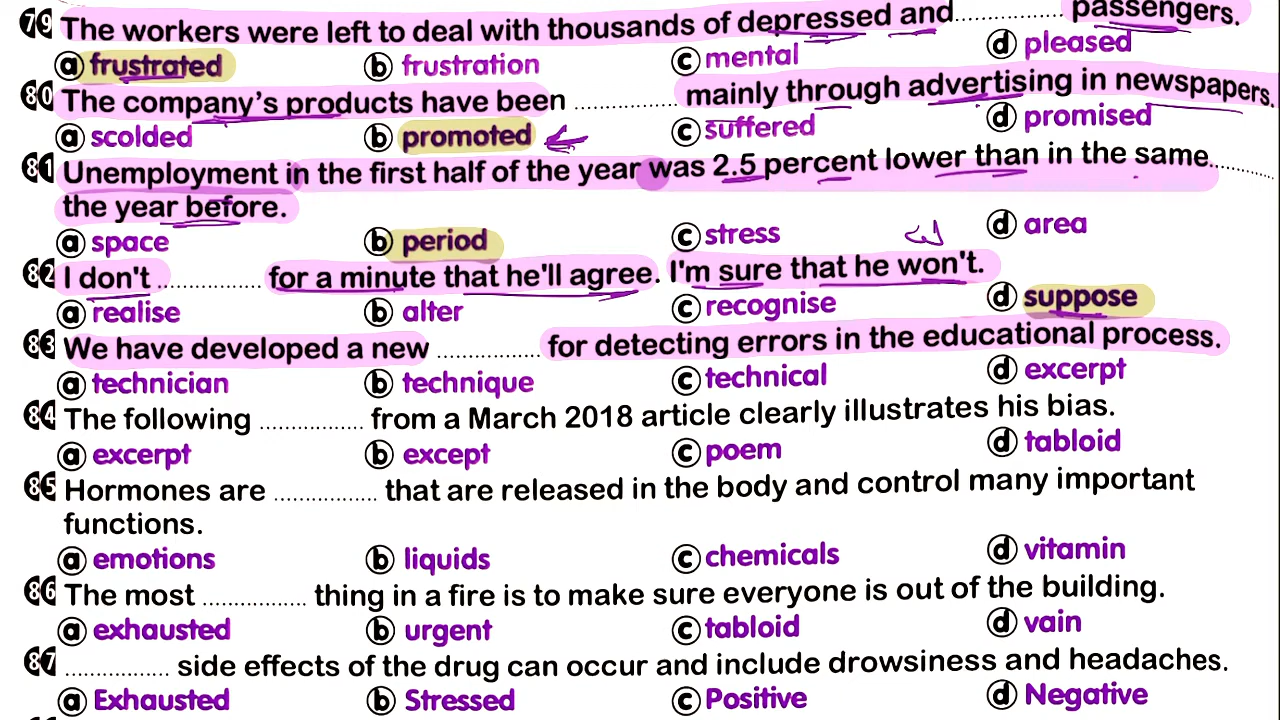 79 The workers were left to deal with thousands of depressed and................ passengers.
a frustrated b frustration c mental d pleased
80 The company's products have been ................ mainly through advertising in newspapers.
a scolded b promoted c suffered d promised
81 Unemployment in the first half of the year was 2.5 percent lower than in the same................
the year before.
a space b period c stress d area
82 I don't ................ for a minute that he'll agree. I'm sure that he won't.
a realise b alter c recognise d suppose
83 We have developed a new ................ for detecting errors in the educational process.
a technician b technique c technical d excerpt
84 The following ................ from a March 2018 article clearly illustrates his bias.
a excerpt b except c poem d tabloid
85 Hormones are ................ that are released in the body and control many important
functions.
a emotions b liquids c chemicals d vitamin
86 The most ................ thing in a fire is to make sure everyone is out of the building.
a exhausted b urgent c tabloid d vain
87 ................ side effects of the drug can occur and include drowsiness and headaches.
a Exhausted b Stressed c Positive d Negative